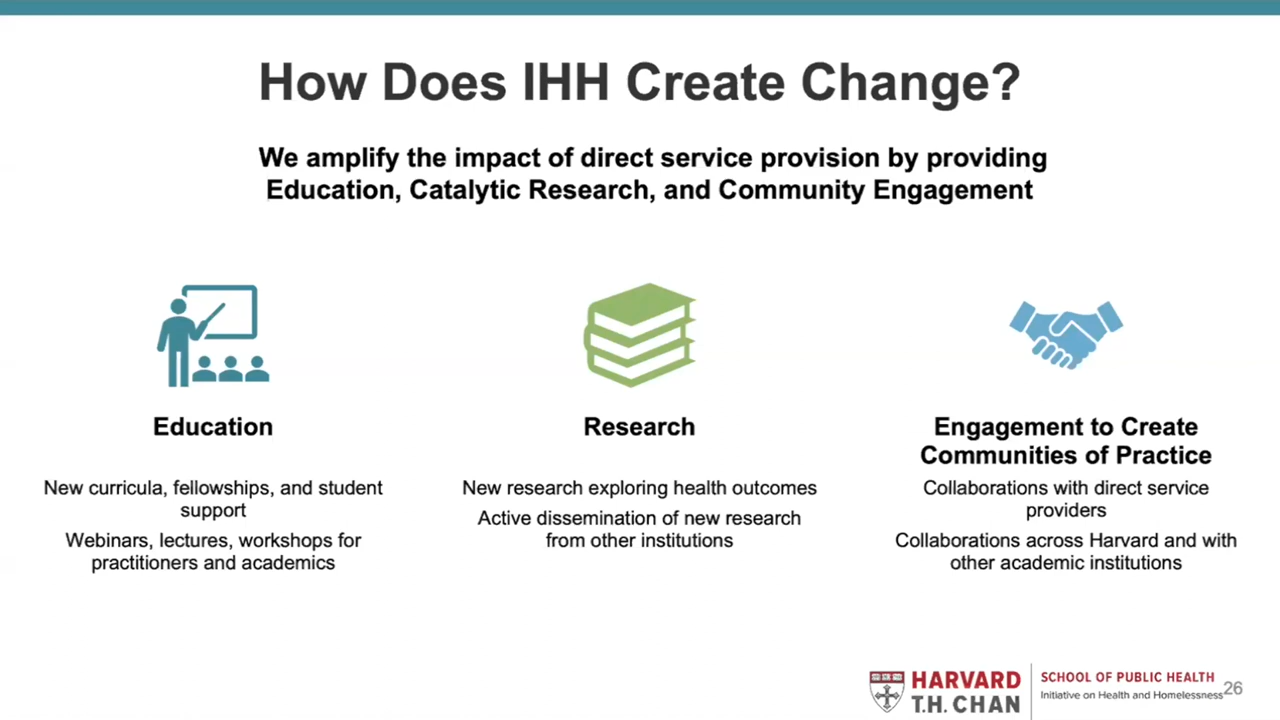 How Does IHH Create Change?
We amplify the impact of direct service provision by providing
Education, Catalytic Research, and Community Engagement
Education
New curricula, fellowships, and student
support
Webinars, lectures, workshops for
practitioners and academics
Research
New research exploring health outcomes
Active dissemination of new research
from other institutions
Engagement to Create
Communities of Practice
Collaborations with direct service
providers
Collaborations across Harvard and with
other academic institutions
HARVARD
T.H. CHAN
SCHOOL OF PUBLIC HEALTH
Initiative on Health and Homelessness
26